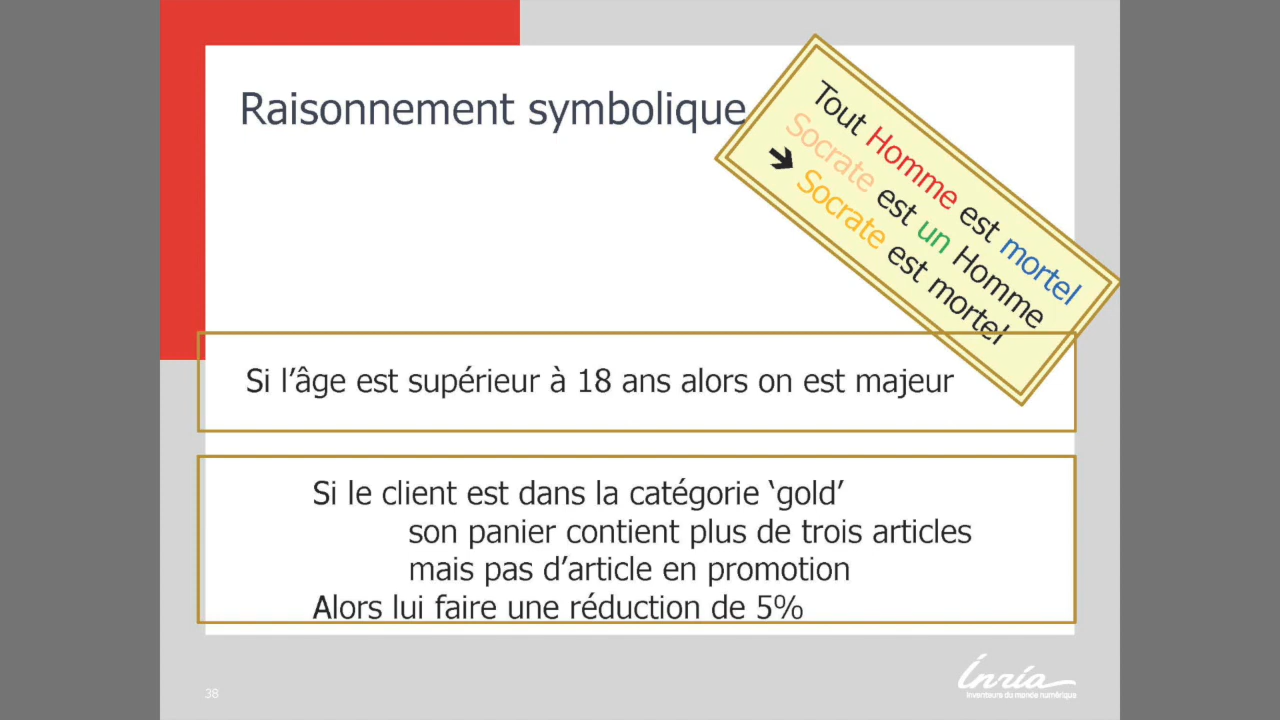 Raisonnement symbolique
Tout Homme est mortel
Socrate est un Homme
➔ Socrate est mortel
Si l’âge est supérieur à 18 ans alors on est majeur
Si le client est dans la catégorie ‘gold’
son panier contient plus de trois articles
mais pas d’article en promotion
Alors lui faire une réduction de 5%
38
Inria
inventeurs du monde numérique